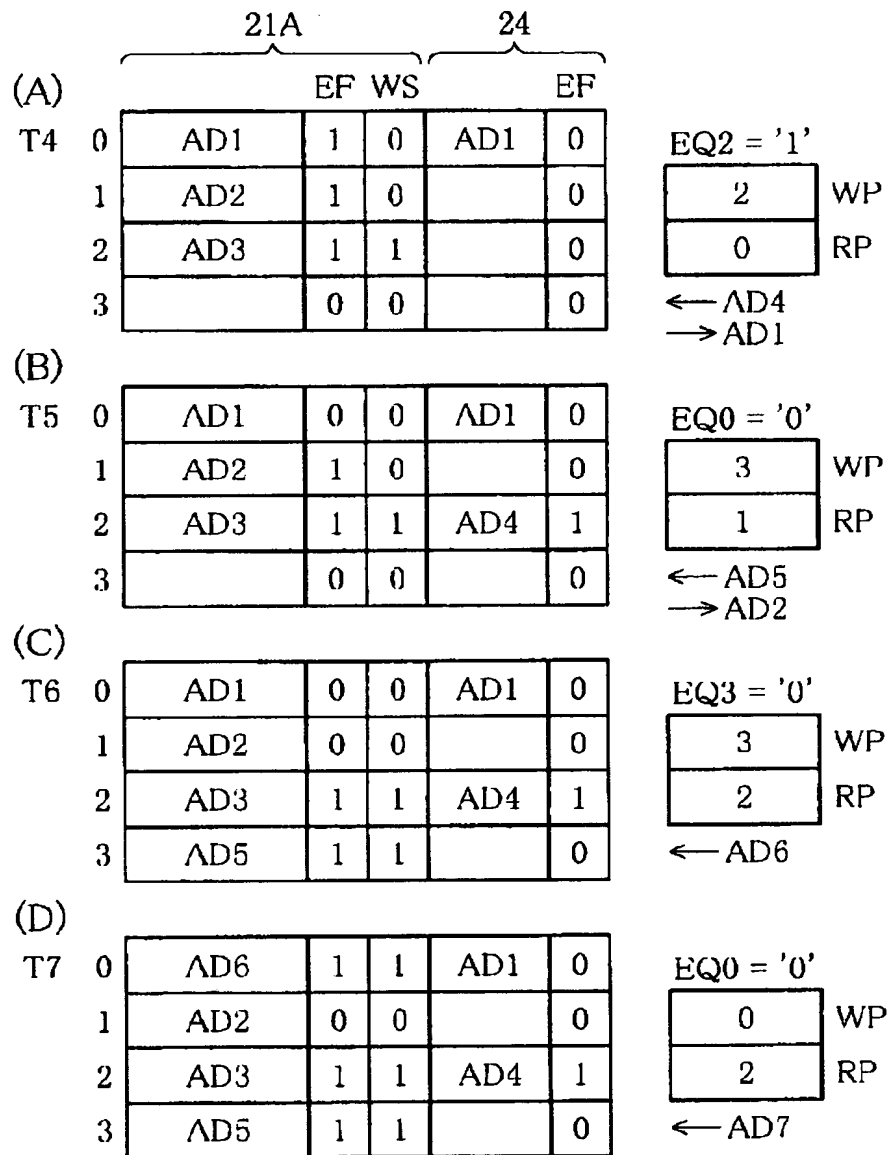 21A 24
(A) EF WS EF
T4 0 AD1 1 0 AD1 0 EQ2 = '1'
1 AD2 1 0 0 2 WP
2 AD3 1 1 0 0 RP
3 0 0 0 ← AD4
→ AD1
(B)
T5 0 AD1 0 0 AD1 0 EQ0 = '0'
1 AD2 1 0 0 3 WP
2 AD3 1 1 AD4 1 1 RP
3 0 0 0 ← AD5
→ AD2
(C)
T6 0 AD1 0 0 AD1 0 EQ3 = '0'
1 AD2 0 0 0 3 WP
2 AD3 1 1 AD4 1 2 RP
3 AD5 1 1 0 ← AD6
(D)
T7 0 AD6 1 1 AD1 0 EQ0 = '0'
1 AD2 0 0 0 0 WP
2 AD3 1 1 AD4 1 2 RP
3 AD5 1 1 0 ← AD7